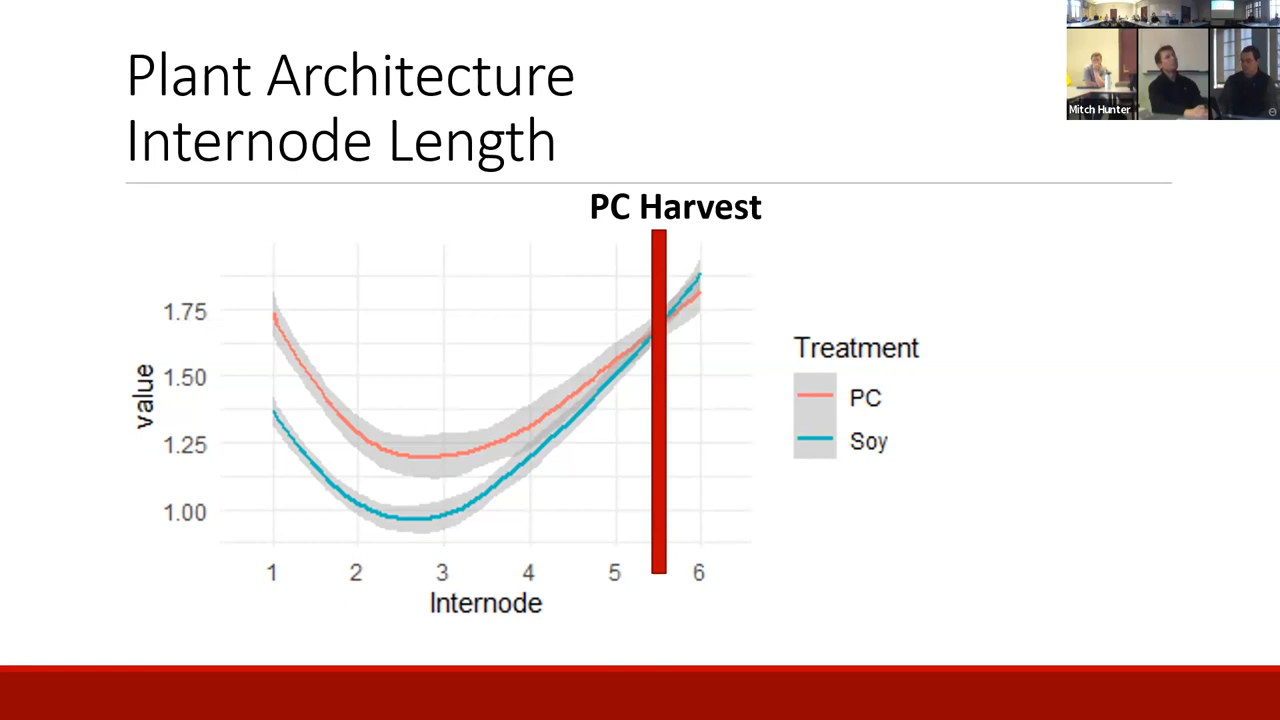 Plant Architecture
Internode Length
Mitch Hunter
PC Harvest
1.75
1.50
1.25
1.00
value
1
2
3
4
5
6
Internode
Treatment
PC
Soy